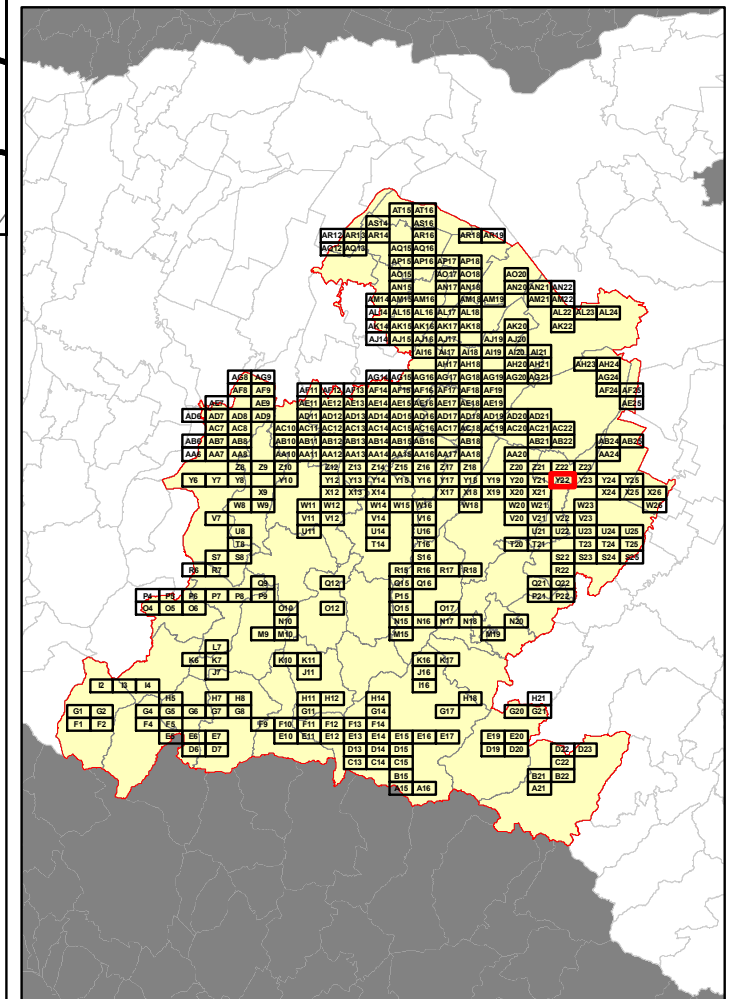 AT15 AT16
AS14 AS16
AR12 AR13 AR14 AR16 AR18 AR19
AQ12 AQ13 AQ15 AQ16
AP15 AP16 AP17 AP18
AO15 AO17 AO18 AO20
AN15 AN17 AN18 AN20 AN21 AN22
AM14 AM15 AM16 AM18 AM19 AM21 AM22
AL14 AL15 AL16 AL17 AL18 AL22 AL23 AL24
AK14 AK15 AK16 AK17 AK18 AK20 AK22
AJ14 AJ15 AJ16 AJ17 AJ19 AJ20
AI16 AI17 AI18 AI19 AI20 AI21
AH17 AH18 AH20 AH21 AH23 AH24
AG8 AG9 AG14 AG15 AG16 AG17 AG18 AG19 AG20 AG21 AG24
AF8 AF9 AF11 AF12 AF13 AF14 AF15 AF16 AF17 AF18 AF19 AF24 AF25
AE7 AE9 AE11 AE12 AE13 AE14 AE15 AE16 AE17 AE18 AE19 AE25
AD6 AD7 AD8 AD9 AD11 AD12 AD13 AD14 AD15 AD16 AD17 AD18 AD19 AD20 AD21
AC7 AC8 AC10 AC11 AC12 AC13 AC14 AC15 AC16 AC17 AC18 AC19 AC20 AC21 AC22
AB6 AB7 AB8 AB10 AB11 AB12 AB13 AB14 AB15 AB16 AB18 AB21 AB22 AB24 AB25
AA6 AA7 AA8 AA10 AA11 AA12 AA13 AA14 AA15 AA16 AA18 AA20 AA24
Z8 Z9 Z10 Z12 Z13 Z14 Z15 Z16 Z17 Z18 Z20 Z21 Z22 Z23
Y6 Y7 Y8 Y10 Y12 Y13 Y14 Y15 Y16 Y17 Y18 Y19 Y20 Y21 Y22 Y23 Y24 Y25
X9 X12 X13 X14 X17 X18 X19 X20 X21 X24 X25 X26
W8 W9 W11 W12 W14 W15 W16 W18 W20 W21 W23 W26
V7 V11 V12 V14 V16 V20 V21 V22 V23
U8 U11 U14 U16 U21 U22 U23 U24 U25
T8 T14 T16 T20 T21 T23 T24 T25
S7 S8 S16 S22 S23 S24 S25
R6 R7 R15 R16 R17 R18 R22
Q9 Q12 Q15 Q16 Q21 Q22
P4 P5 P6 P7 P8 P9 P15 P21 P22
O4 O5 O6 O10 O12 O15 O17
N10 N15 N16 N17 N18 N20
M9 M10 M15 M19
L7
K6 K7 K10 K11 K16 K17
J7 J11 J16
I2 I3 I4 I16
H5 H7 H8 H11 H12 H14 H18 H21
G1 G2 G4 G5 G6 G7 G8 G11 G14 G17 G20 G21
F1 F2 F4 F5 F9 F10 F11 F12 F13 F14
E5 E6 E7 E10 E11 E12 E13 E14 E15 E16 E17 E19 E20
D6 D7 D13 D14 D15 D19 D20 D22 D23
C13 C14 C15 C22
B15 B21 B22
A15 A16 A21